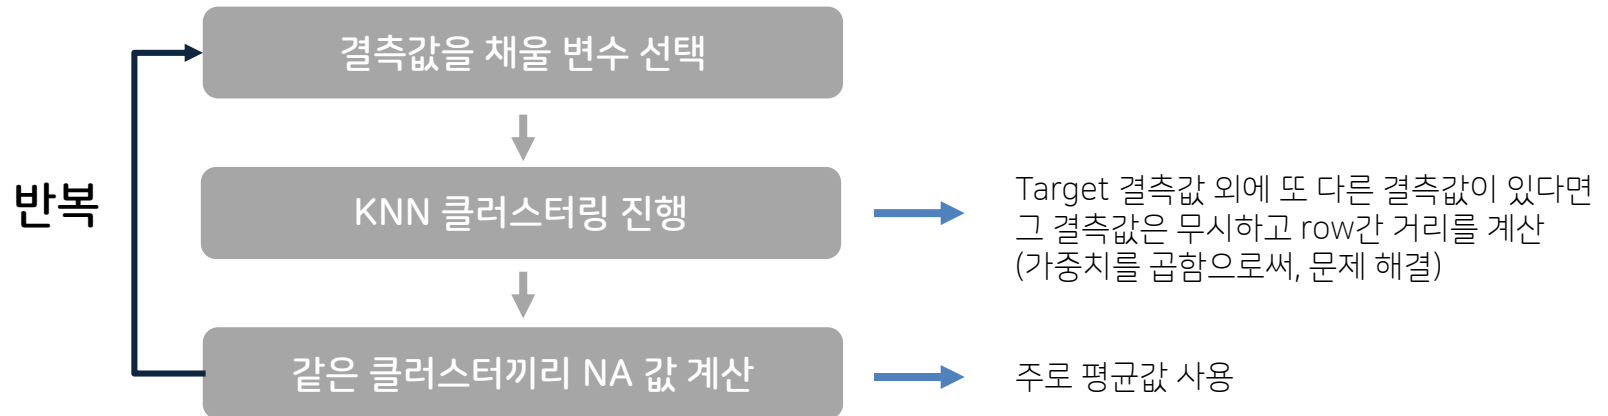 결측값을 채울 변수 선택
반복
KNN 클러스터링 진행
Target 결측값 외에 또 다른 결측값이 있다면
그 결측값은 무시하고 row간 거리를 계산
(가중치를 곱함으로써, 문제 해결)
같은 클러스터끼리 NA 값 계산
주로 평균값 사용